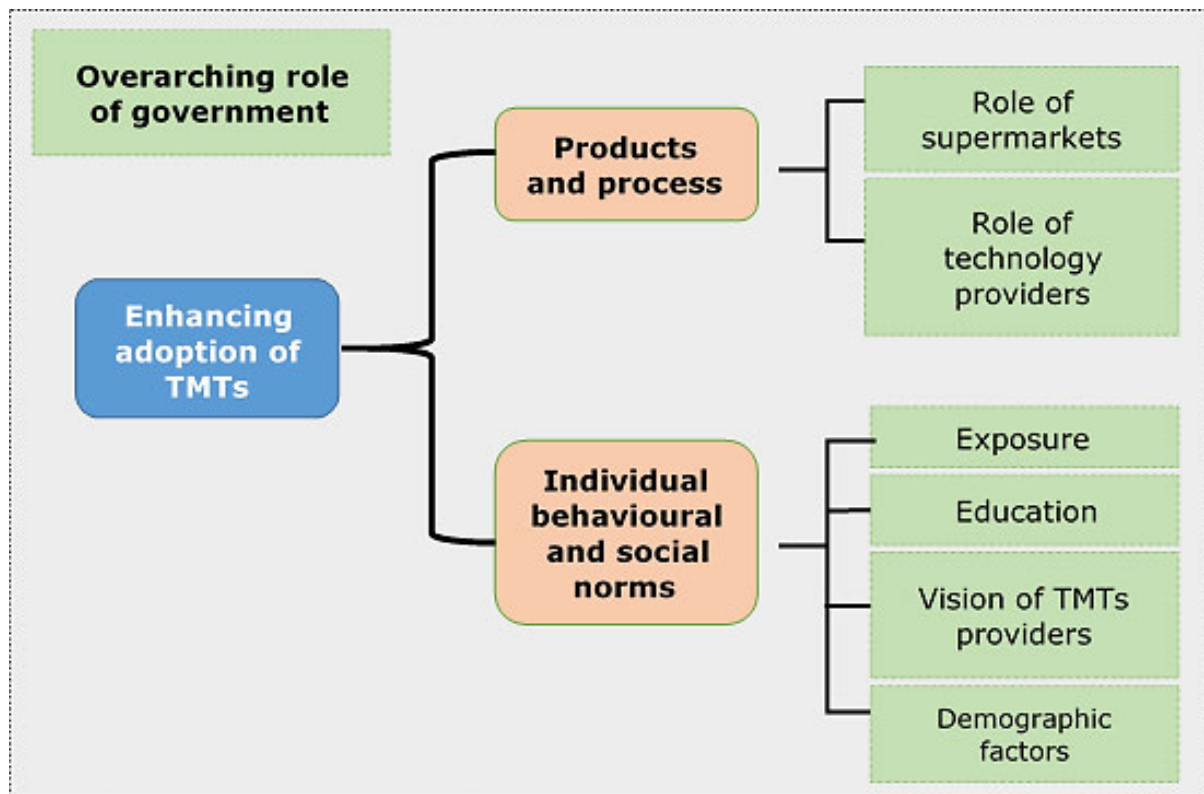 Overarching role
of government
Enhancing
adoption of
TMTs
Products
and process
Role of
supermarkets
Role of
technology
providers
Individual
behavioural
and social
norms
Exposure
Education
Vision of TMTs
providers
Demographic
factors